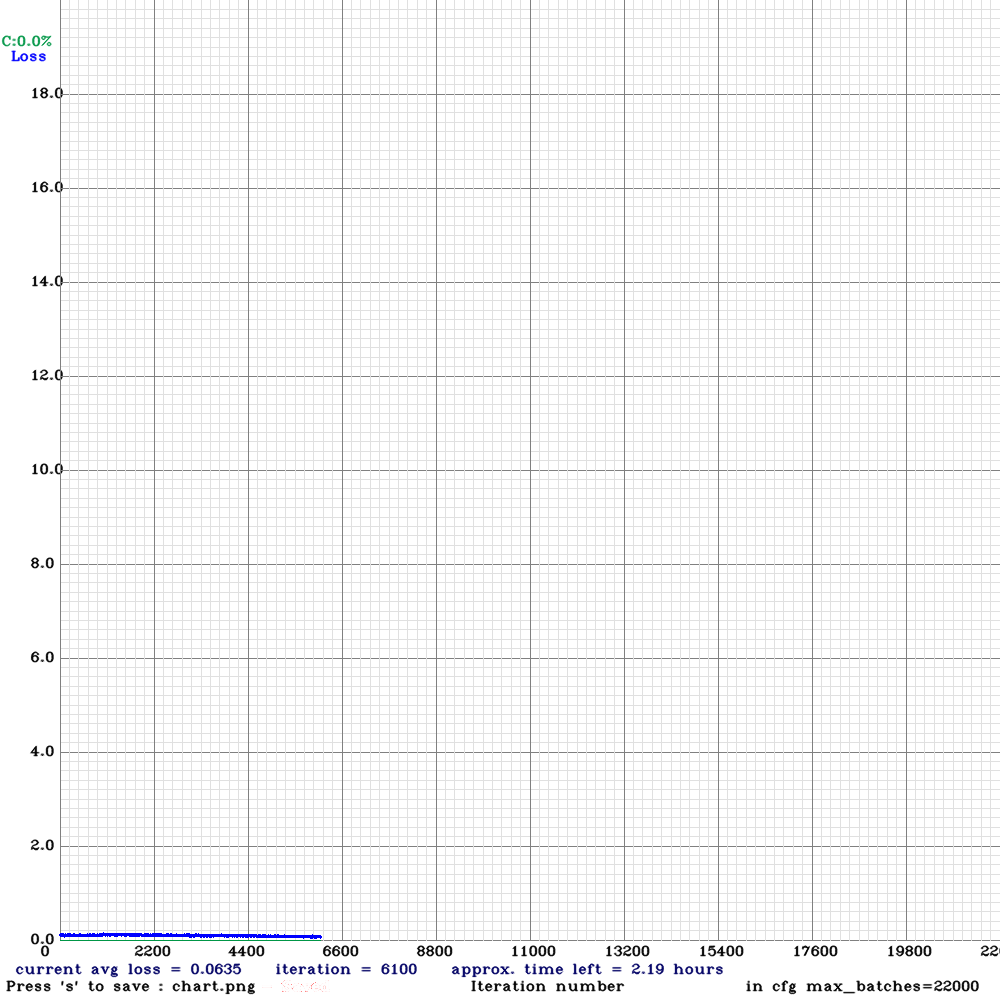 C:0.0%
Loss
18.0
16.0
14.0
12.0
10.0
8.0
6.0
4.0
2.0
0.0
0 2200 4400 6600 8800 11000 13200 15400 17600 19800 22
current avg loss = 0.0635 iteration = 6100 approx. time left = 2.19 hours
Press 's' to save : chart.png - Iteration number in cfg max_batches=22000